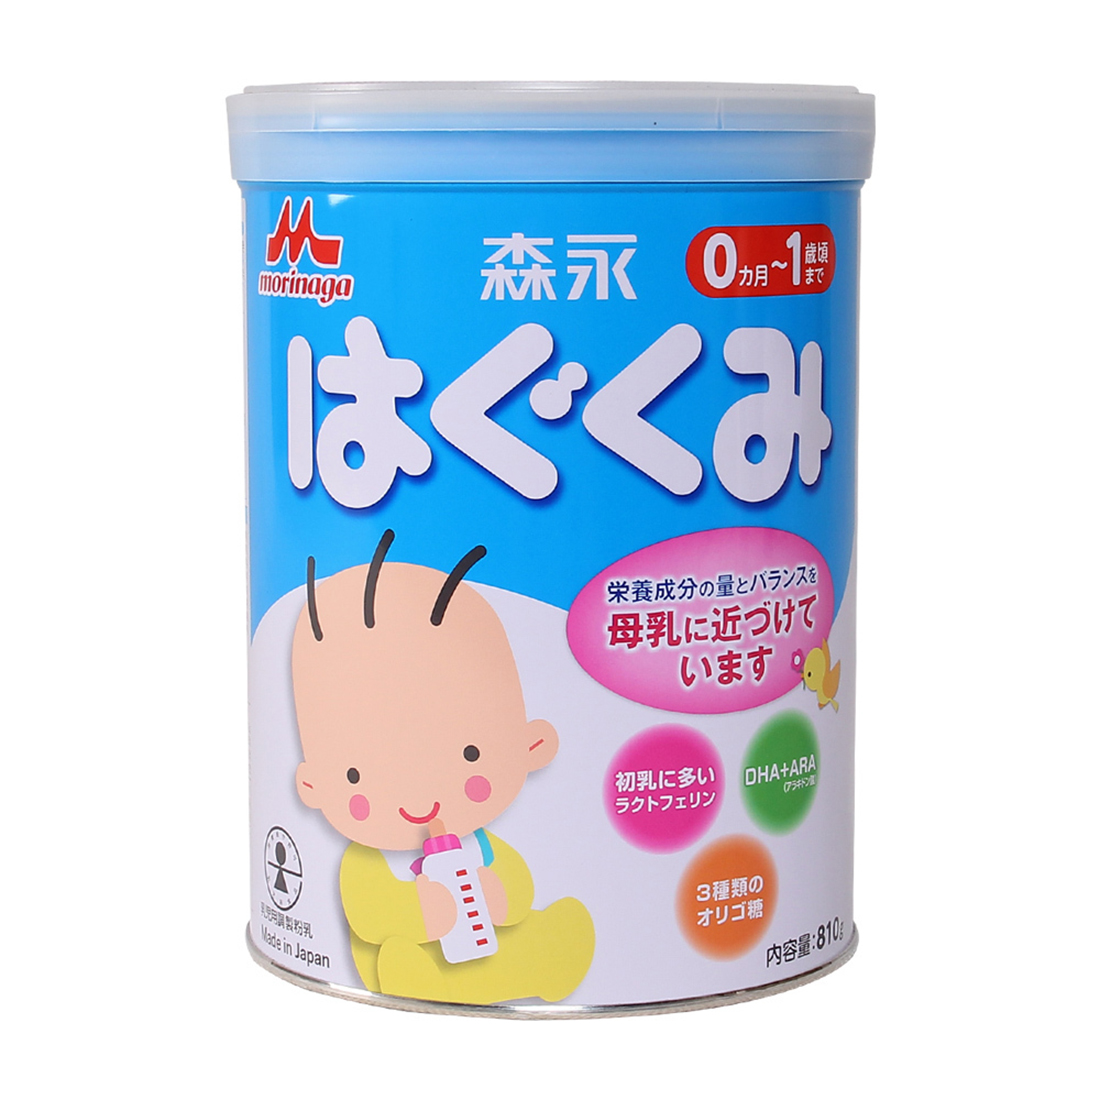 morinaga
森永
0カ月~1歳頃まで
はぐくみ
栄養成分の量とバランスを
母乳に近づけて
います
初乳に多い
ラクトフェリン
DHA+ARA
(アラキドン酸)
3種類の
オリゴ糖
乳児用調製粉乳
Made in Japan
内容量:810g